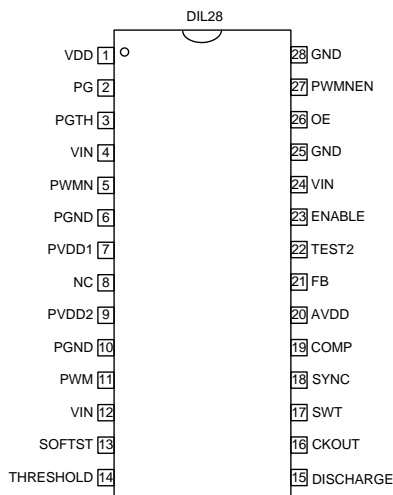 DIL28
VDD 1
PG 2
PGTH 3
VIN 4
PWMN 5
PGND 6
PVDD1 7
NC 8
PVDD2 9
PGND 10
PWM 11
VIN 12
SOFTST 13
THRESHOLD 14
28 GND
27 PWMNEN
26 OE
25 GND
24 VIN
23 ENABLE
22 TEST2
21 FB
20 AVDD
19 COMP
18 SYNC
17 SWT
16 CKOUT
15 DISCHARGE